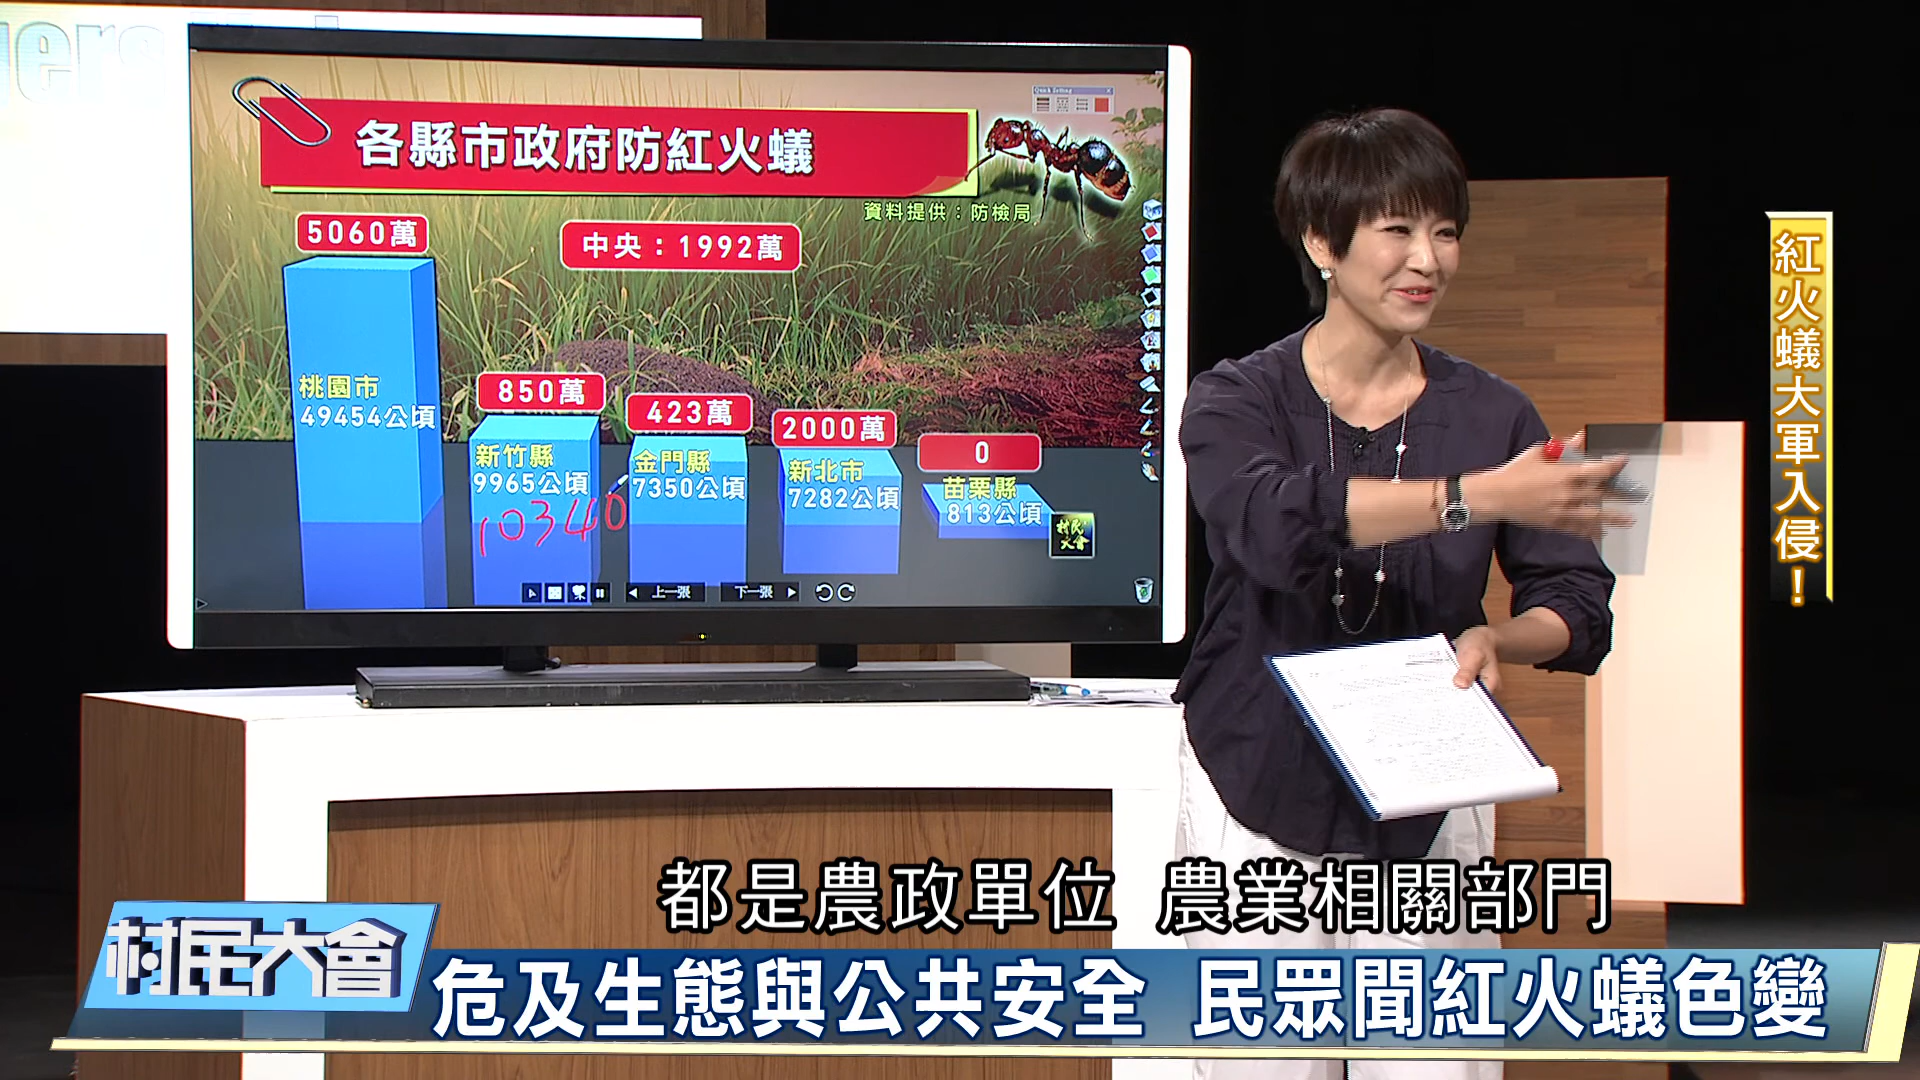 Quick Setting
各縣市政府防紅火蟻
資料提供：防檢局
5060萬
中央：1992萬
桃園市
49454公頃
850萬
新竹縣
9965公頃
10340
423萬
金門縣
7350公頃
2000萬
新北市
7282公頃
0
苗栗縣
813公頃
村民大會
上一張
下一張
紅火蟻大軍入侵！
都是農政單位 農業相關部門
村民大會
危及生態與公共安全 民眾聞紅火蟻色變